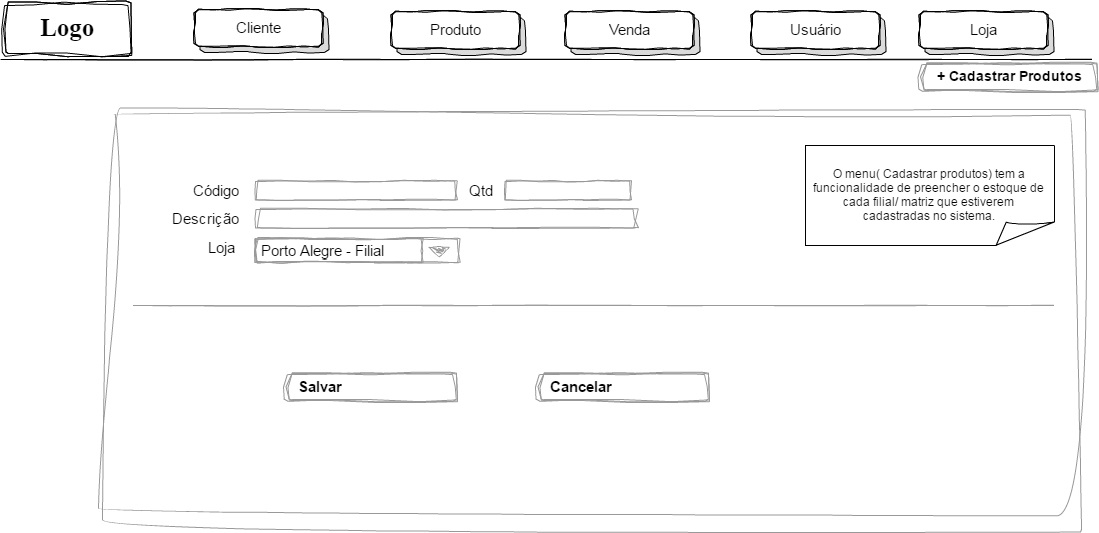 Logo
Cliente
Produto
Venda
Usuário
Loja
+ Cadastrar Produtos
O menu( Cadastrar produtos) tem a
funcionalidade de preencher o estoque de
cada filial/ matriz que estiverem
cadastradas no sistema.
Código
Qtd
Descrição
Loja
Porto Alegre - Filial
Salvar
Cancelar